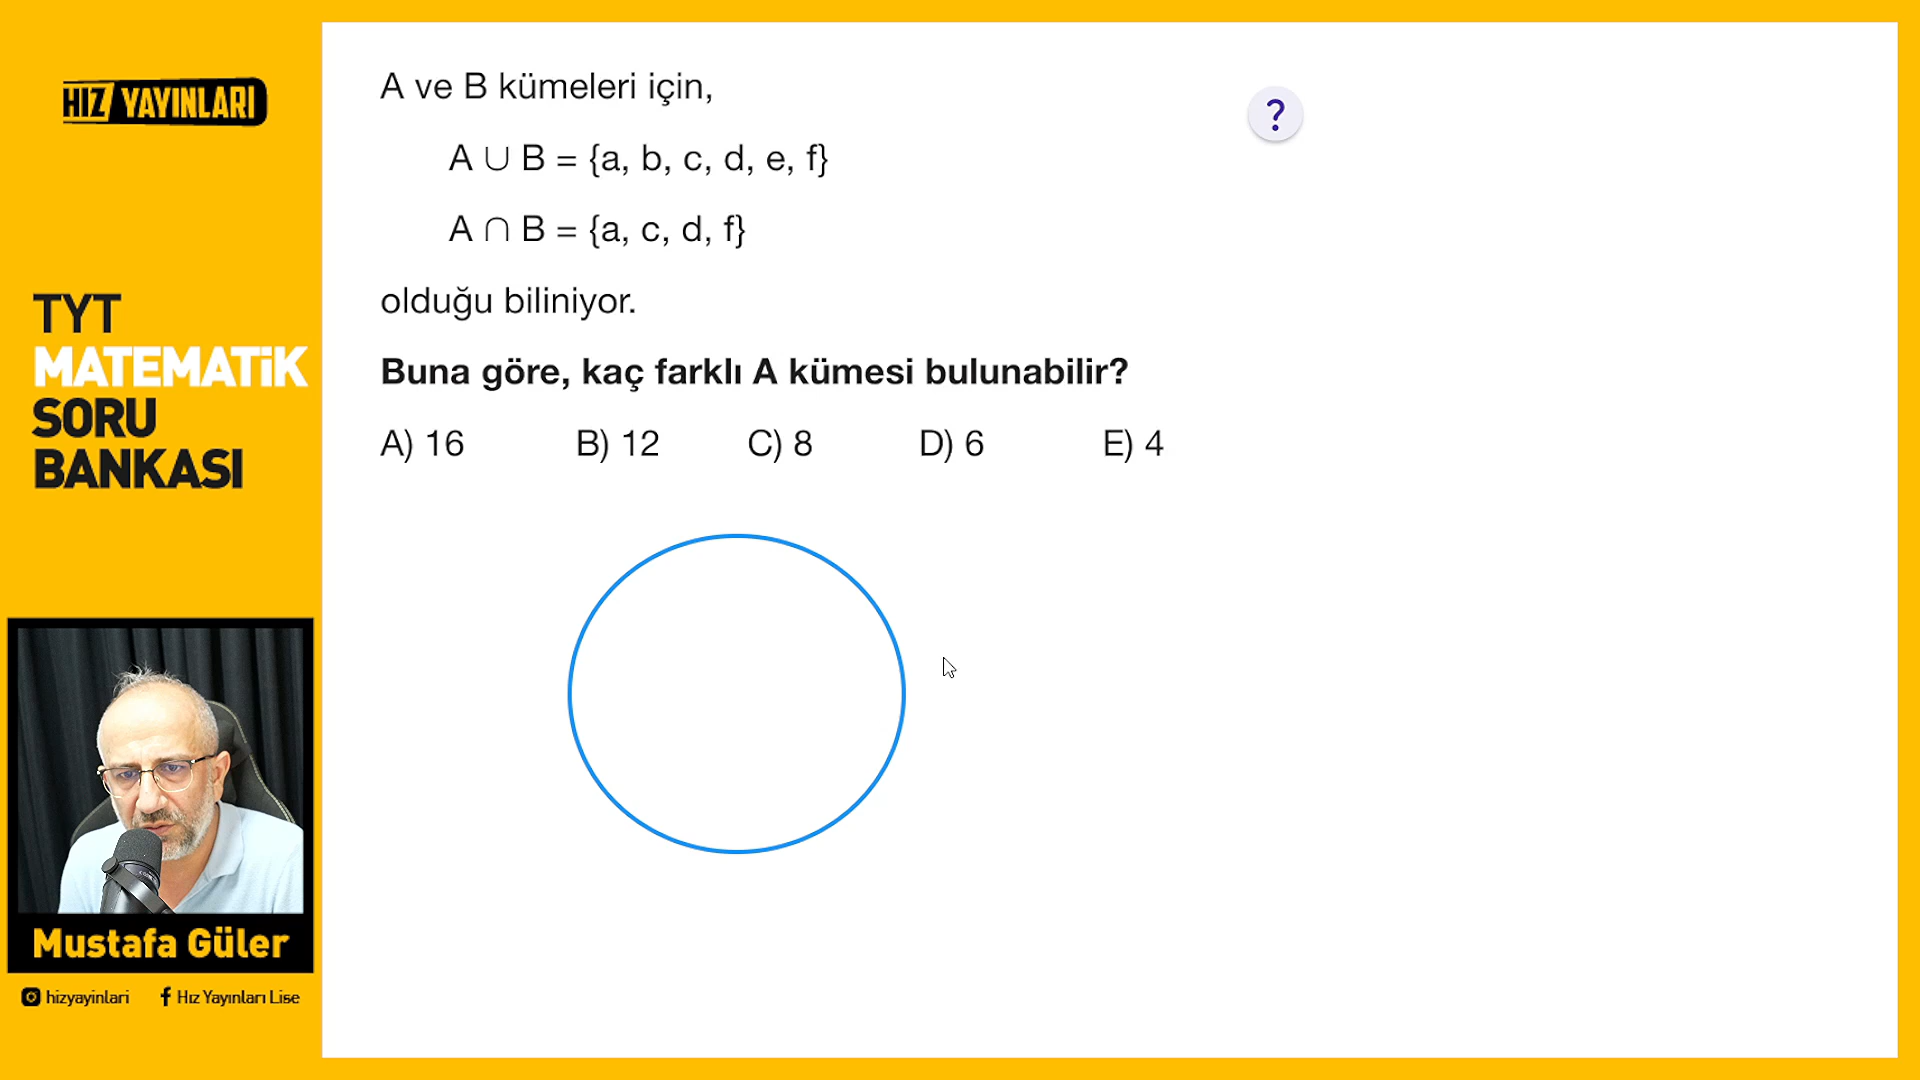 HIZ YAYINLARI
TYT
MATEMATİK
SORU
BANKASI
Mustafa Güler
hizyayinlari
Hız Yayınları Lise
A ve B kümeleri için,
A ∪ B = {a, b, c, d, e, f}
A ∩ B = {a, c, d, f}
olduğu biliniyor.
Buna göre, kaç farklı A kümesi bulunabilir?
A) 16 B) 12 C) 8 D) 6 E) 4
?